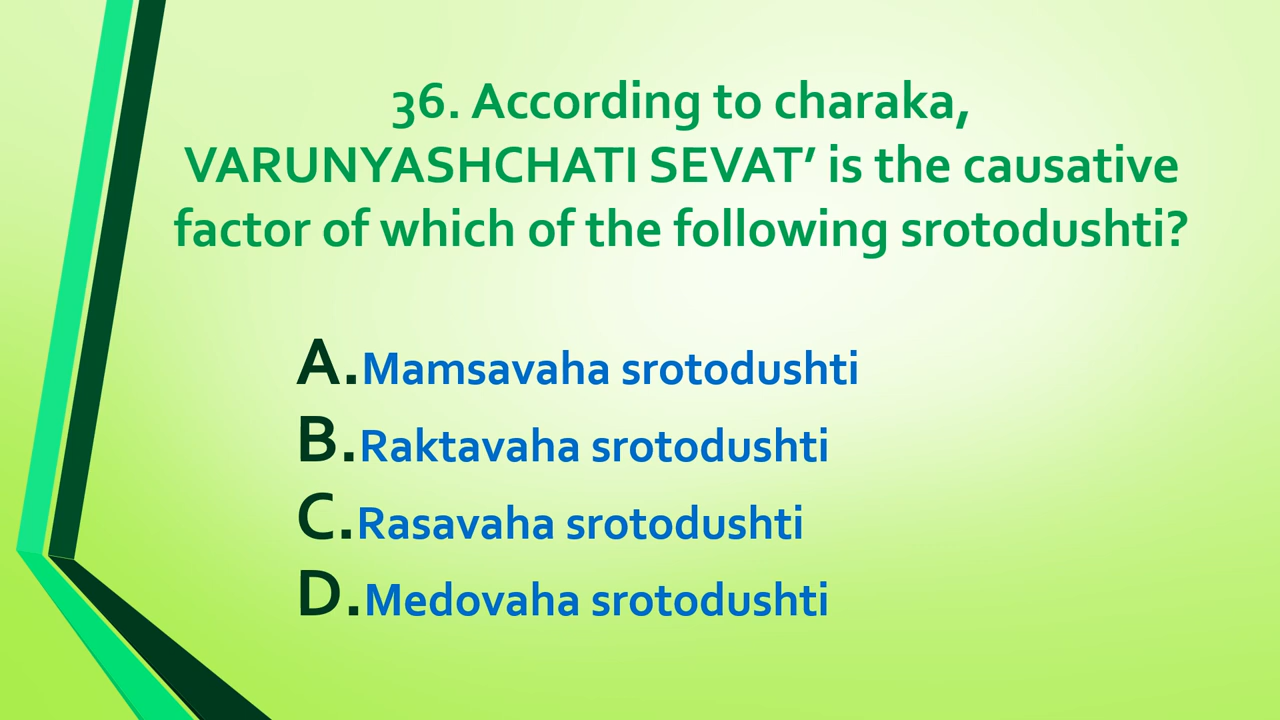 36. According to charaka,
VARUNYASHCHATI SEVAT’ is the causative
factor of which of the following srotodushti?
A.Mamsavaha srotodushti
B.Raktavaha srotodushti
C.Rasavaha srotodushti
D.Medovaha srotodushti